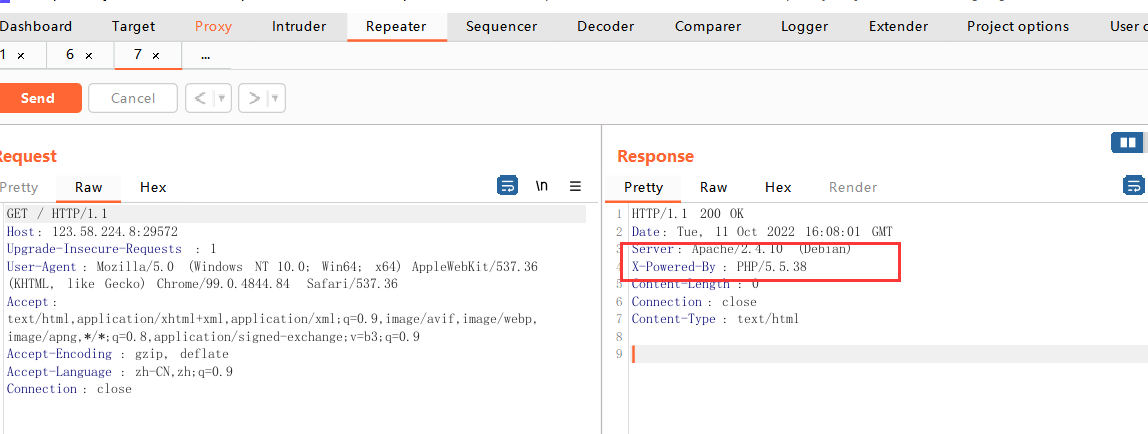 Dashboard Target Proxy Intruder Repeater Sequencer Decoder Comparer Logger Extender Project options User
1 × 6 × 7 × ...
Send Cancel < >
Request
Pretty Raw Hex \n
GET / HTTP/1.1
Host: 123.58.224.8:29572
Upgrade-Insecure-Requests : 1
User-Agent : Mozilla/5.0 (Windows NT 10.0; Win64; x64) AppleWebKit/537.36
(KHTML, like Gecko) Chrome/99.0.4844.84 Safari/537.36
Accept :
text/html,application/xhtml+xml,application/xml;q=0.9,image/avif,image/webp,
image/apng,*/*;q=0.8,application/signed-exchange;v=b3;q=0.9
Accept-Encoding : gzip, deflate
Accept-Language : zh-CN,zh;q=0.9
Connection : close
Response
Pretty Raw Hex Render
1 HTTP/1.1 200 OK
2 Date: Tue, 11 Oct 2022 16:08:01 GMT
3 Server: Apache/2.4.10 (Debian)
4 X-Powered-By : PHP/5.5.38
5 Content-Length : 0
6 Connection : close
7 Content-Type : text/html
8
9